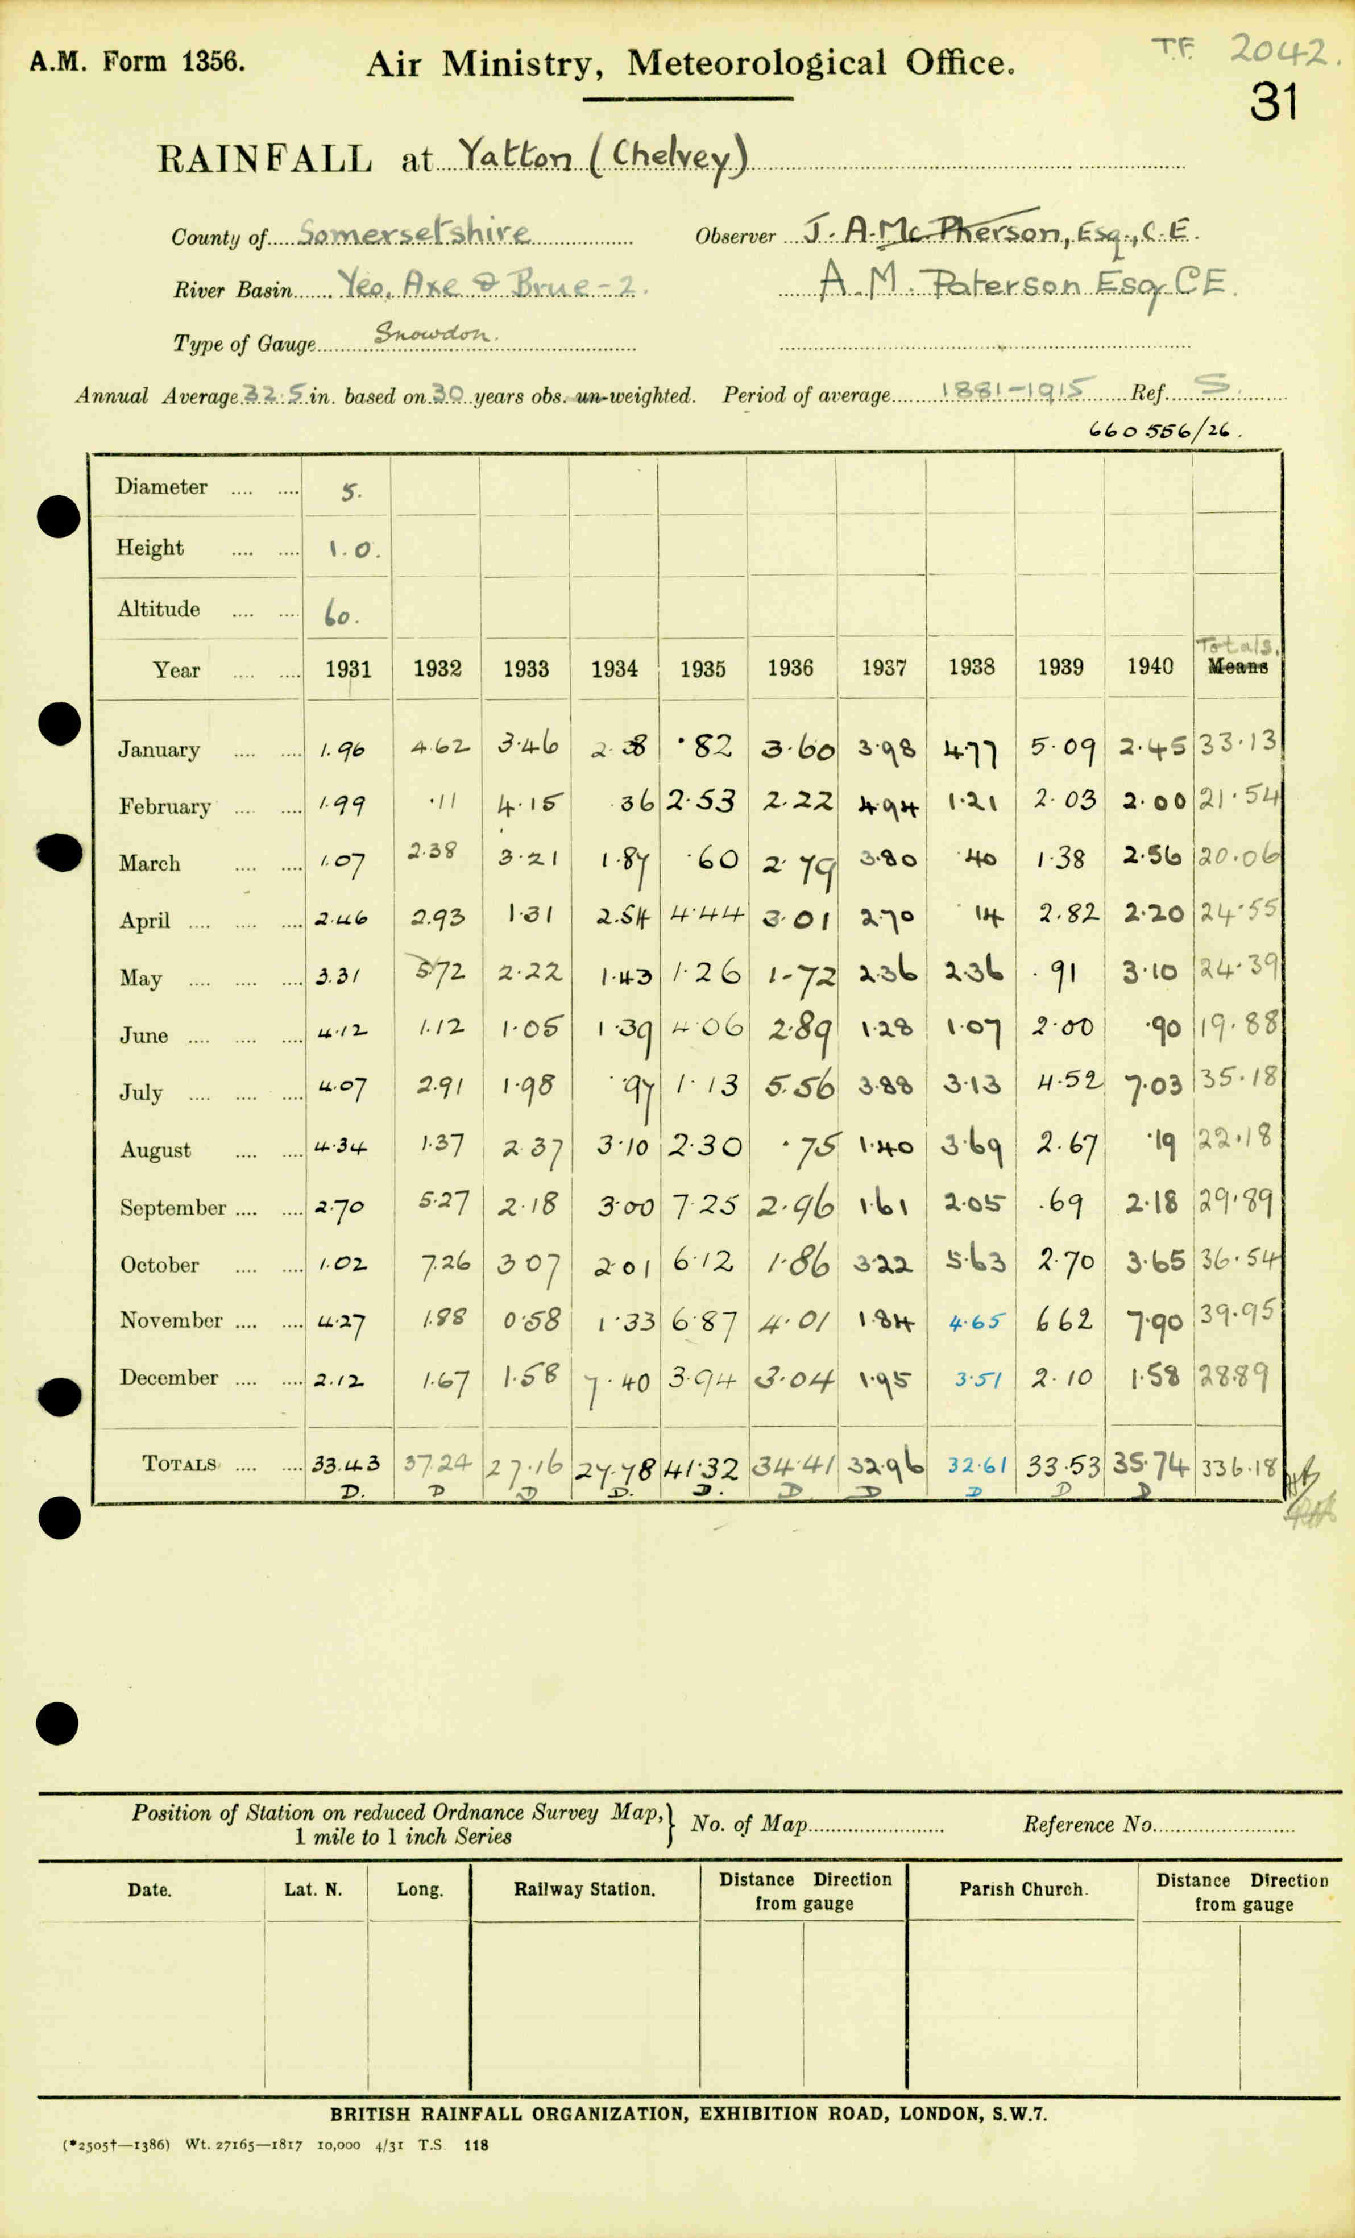 A.M. Form 1356.
Air Ministry, Meteorological Office.
T.F. 2042.
31
RAINFALL at Yatton (Chelvey)
County of Somersetshire Observer J. A. Mc. Pherson, Esq., C.E.
River Basin Yeo, Axe & Brue - 2. A. M. Paterson Esq CE.
Type of Gauge Snowdon.
Annual Average 32.5 in. based on 30 years obs. un-weighted. Period of average 1881-1915 Ref. S.
660 556/26.
Diameter .... .... 5.
Height .... .... 1.0.
Altitude .... .... 60.
Totals.
Year .... .... 1931 1932 1933 1934 1935 1936 1937 1938 1939 1940 Means
January .... .... 1.96 4.62 3.46 2.38 .82 3.60 3.98 4.77 5.09 2.45 33.13
February .... .... 1.99 .11 4.15 36 2.53 2.22 4.94 1.21 2.03 2.00 21.54
March .... .... 1.07 2.38 3.21 1.87 .60 2.79 3.80 .40 1.38 2.56 20.06
April .... .... .... 2.46 2.93 1.31 2.54 4.44 3.01 2.70 .14 2.82 2.20 24.55
May .... .... .... 3.31 5.72 2.22 1.43 1.26 1.72 2.36 2.36 .91 3.10 24.39
June .... .... .... 4.12 1.12 1.05 1.39 4.06 2.89 1.28 1.07 2.00 .90 19.88
July .... .... .... 4.07 2.91 1.98 .97 1.13 5.56 3.88 3.13 4.52 7.03 35.18
August .... .... 4.34 1.37 2.37 3.10 2.30 .75 1.40 3.69 2.67 .19 22.18
September .... .... 2.70 5.27 2.18 3.00 7.25 2.96 1.61 2.05 .69 2.18 29.89
October .... .... 1.02 7.26 3 07 2.01 6.12 1.86 3.22 5.63 2.70 3.65 36.54
November .... .... 4.27 1.88 0.58 1.33 6.87 4.01 1.84 4.65 6 62 7.90 39.95
December .... .... 2.12 1.67 1.58 7.40 3.94 3.04 1.95 3.51 2.10 1.58 28.89
TOTALS .... .... 33.43 37.24 27.16 27.78 41.32 34.41 32.96 32.61 33.53 35.74 336.18
D. D D D. D. D D D D D
Position of Station on reduced Ordnance Survey Map,} No. of Map Reference No.
1 mile to 1 inch Series
Date. Lat. N. Long. Railway Station. Distance Direction from gauge Parish Church. Distance Direction from gauge
BRITISH RAINFALL ORGANIZATION, EXHIBITION ROAD, LONDON, S.W.7.
(*2505†—1386) Wt. 27165—1817 10,000 4/31 T.S 118